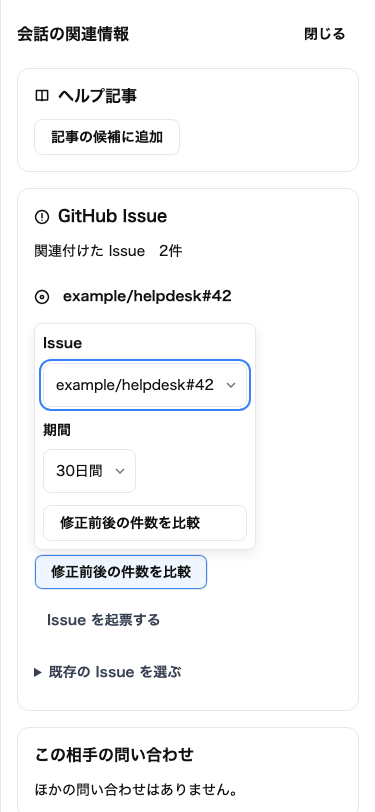 会話の関連情報
閉じる
ヘルプ記事
記事の候補に追加
GitHub Issue
関連付けた Issue 2件
example/helpdesk#42
Issue
example/helpdesk#42
期間
30日間
修正前後の件数を比較
修正前後の件数を比較
Issue を起票する
既存の Issue を選ぶ
この相手の問い合わせ
ほかの問い合わせはありません。